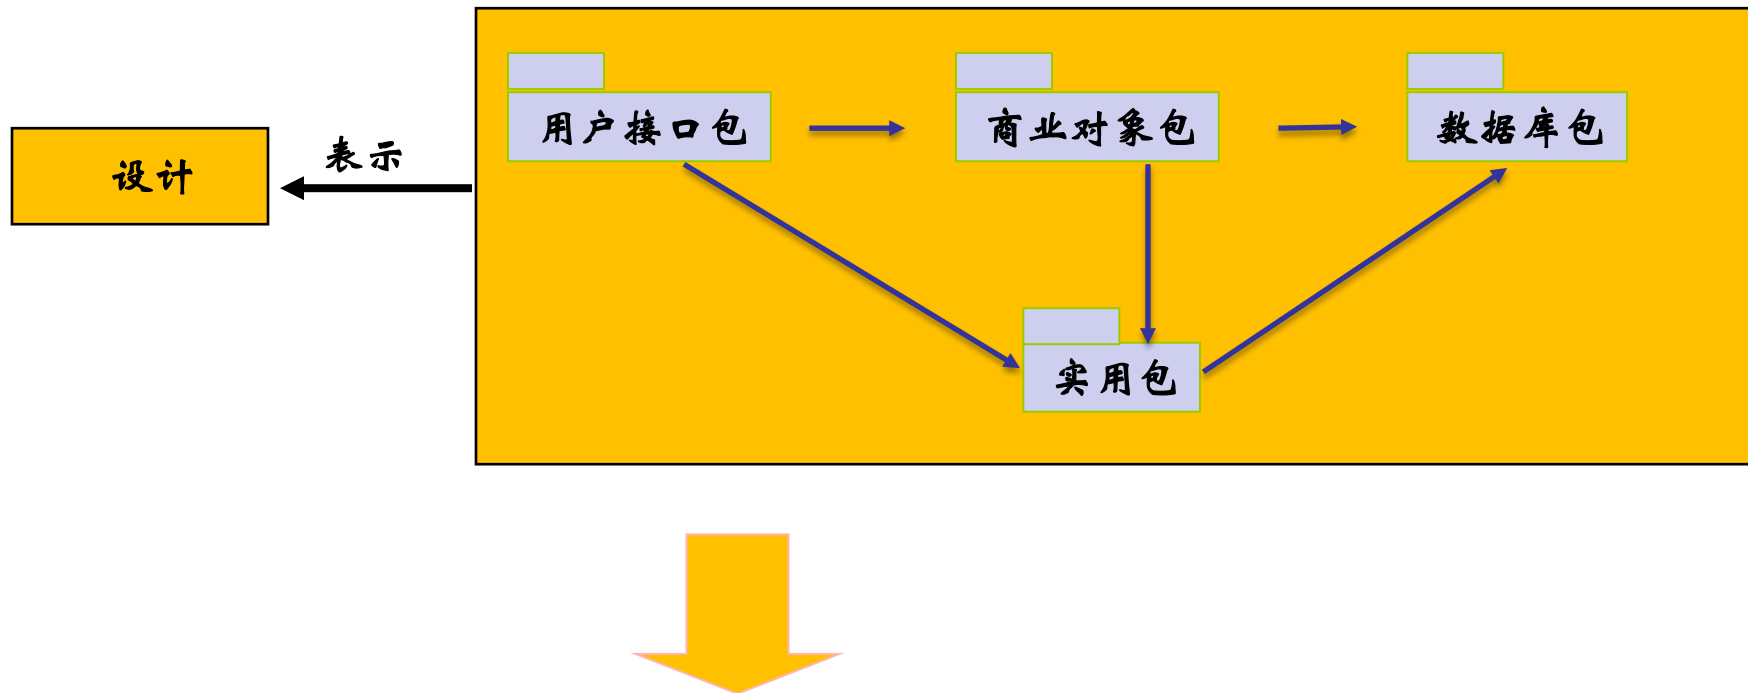 用户接口包
商业对象包
数据库包
表示
设计
实用包